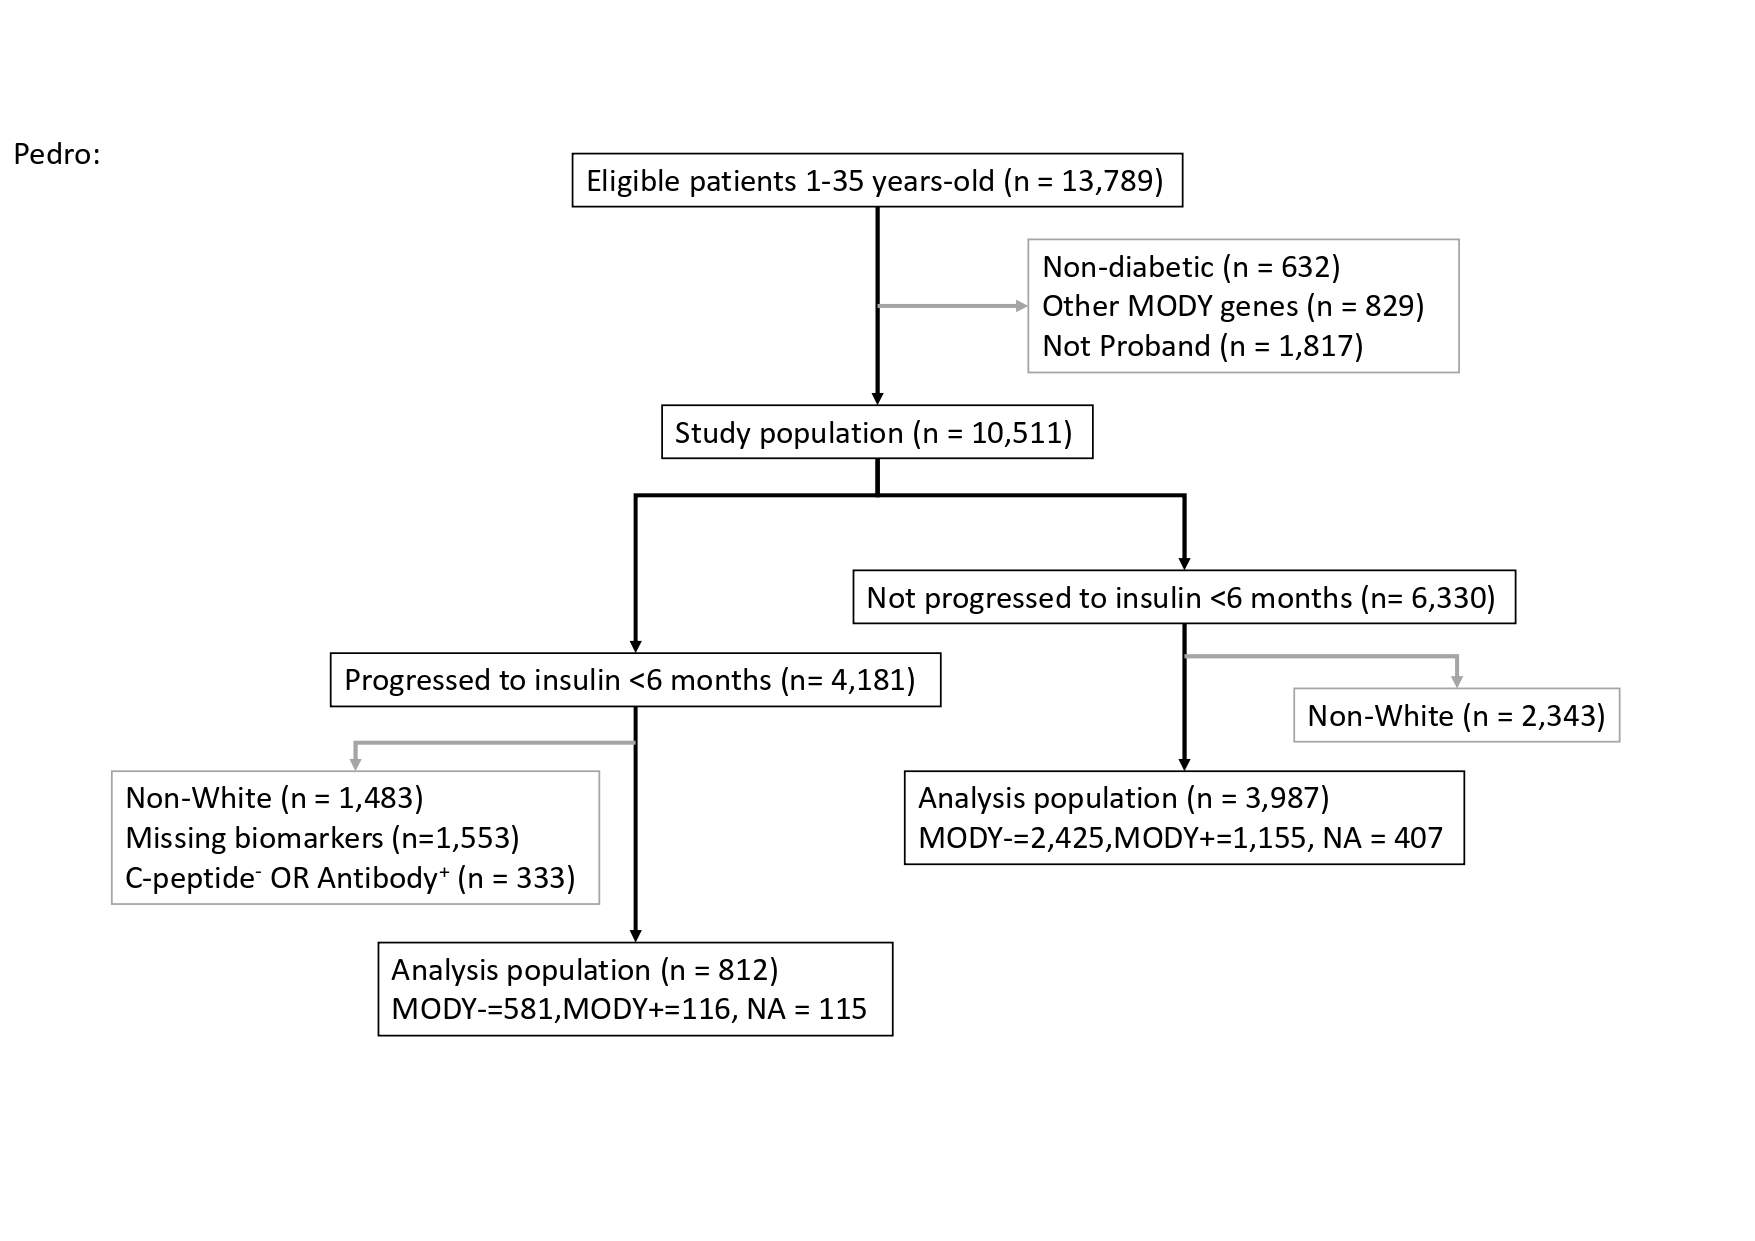 Pedro:
Eligible patients 1-35 years-old (n = 13,789)
Non-diabetic (n = 632)
Other MODY genes (n = 829)
Not Proband (n = 1,817)
Study population (n = 10,511)
Not progressed to insulin <6 months (n= 6,330)
Progressed to insulin <6 months (n= 4,181)
Non-White (n = 2,343)
Non-White (n = 1,483)
Missing biomarkers (n=1,553)
C-peptide⁻ OR Antibody⁺ (n = 333)
Analysis population (n = 3,987)
MODY-=2,425,MODY+=1,155, NA = 407
Analysis population (n = 812)
MODY-=581,MODY+=116, NA = 115